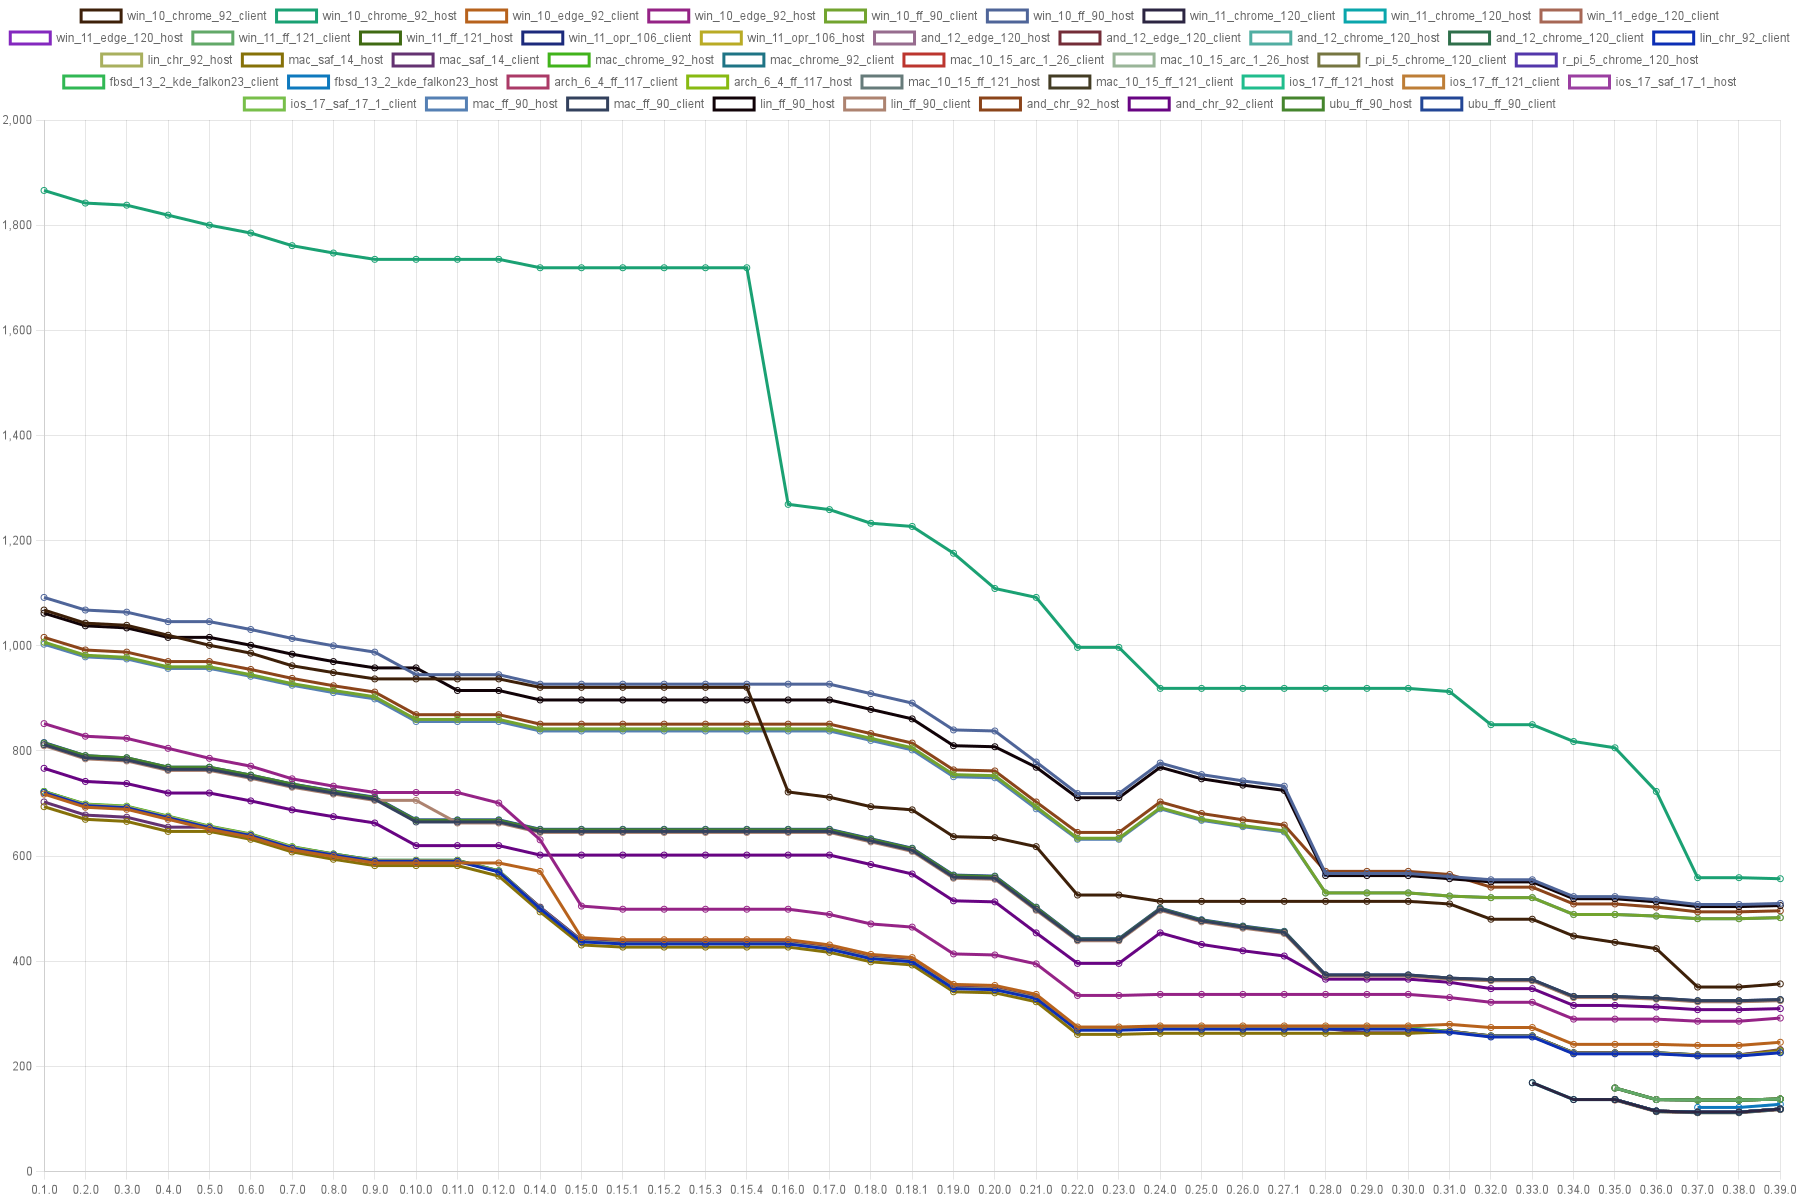 win_10_chrome_92_client win_10_chrome_92_host win_10_edge_92_client win_10_edge_92_host win_10_ff_90_client win_10_ff_90_host win_11_chrome_120_client win_11_chrome_120_host win_11_edge_120_client
win_11_edge_120_host win_11_ff_121_client win_11_ff_121_host win_11_opr_106_client win_11_opr_106_host and_12_edge_120_host and_12_edge_120_client and_12_chrome_120_host and_12_chrome_120_client lin_chr_92_client
lin_chr_92_host mac_saf_14_host mac_saf_14_client mac_chrome_92_host mac_chrome_92_client mac_10_15_arc_1_26_client mac_10_15_arc_1_26_host r_pi_5_chrome_120_client r_pi_5_chrome_120_host
fbsd_13_2_kde_falkon23_client fbsd_13_2_kde_falkon23_host arch_6_4_ff_117_client arch_6_4_ff_117_host mac_10_15_ff_121_host mac_10_15_ff_121_client ios_17_ff_121_host ios_17_ff_121_client ios_17_saf_17_1_host
ios_17_saf_17_1_client mac_ff_90_host mac_ff_90_client lin_ff_90_host lin_ff_90_client and_chr_92_host and_chr_92_client ubu_ff_90_host ubu_ff_90_client
2,000
1,800
1,600
1,400
1,200
1,000
800
600
400
200
0
0.1.0 0.2.0 0.3.0 0.4.0 0.5.0 0.6.0 0.7.0 0.8.0 0.9.0 0.10.0 0.11.0 0.12.0 0.14.0 0.15.0 0.15.1 0.15.2 0.15.3 0.15.4 0.16.0 0.17.0 0.18.0 0.18.1 0.19.0 0.20.0 0.21.0 0.22.0 0.23.0 0.24.0 0.25.0 0.26.0 0.27.1 0.28.0 0.29.0 0.30.0 0.31.0 0.32.0 0.33.0 0.34.0 0.35.0 0.36.0 0.37.0 0.38.0 0.39.0